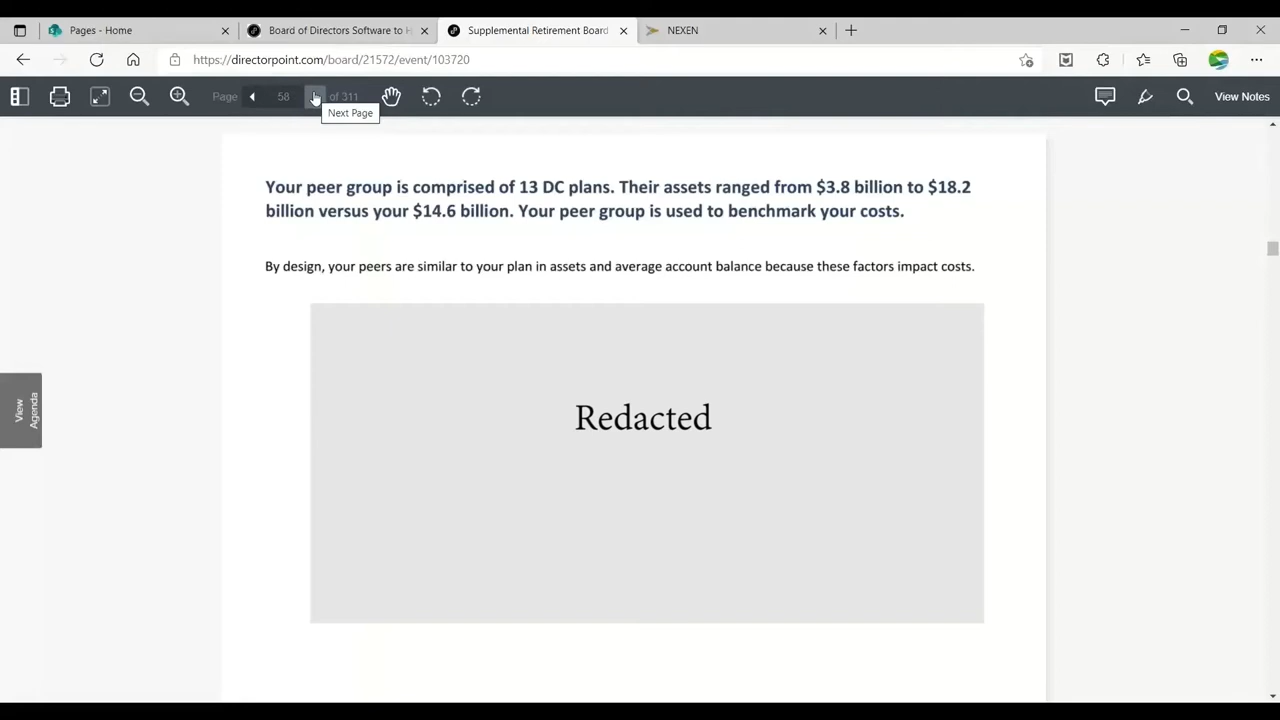 Pages - Home
Board of Directors Software to H
Supplemental Retirement Board
NEXEN
https://directorpoint.com/board/21572/event/103720
Page 58 of 311
View Notes
Next Page
Your peer group is comprised of 13 DC plans. Their assets ranged from $3.8 billion to $18.2
billion versus your $14.6 billion. Your peer group is used to benchmark your costs.
By design, your peers are similar to your plan in assets and average account balance because these factors impact costs.
View
Agenda
Redacted